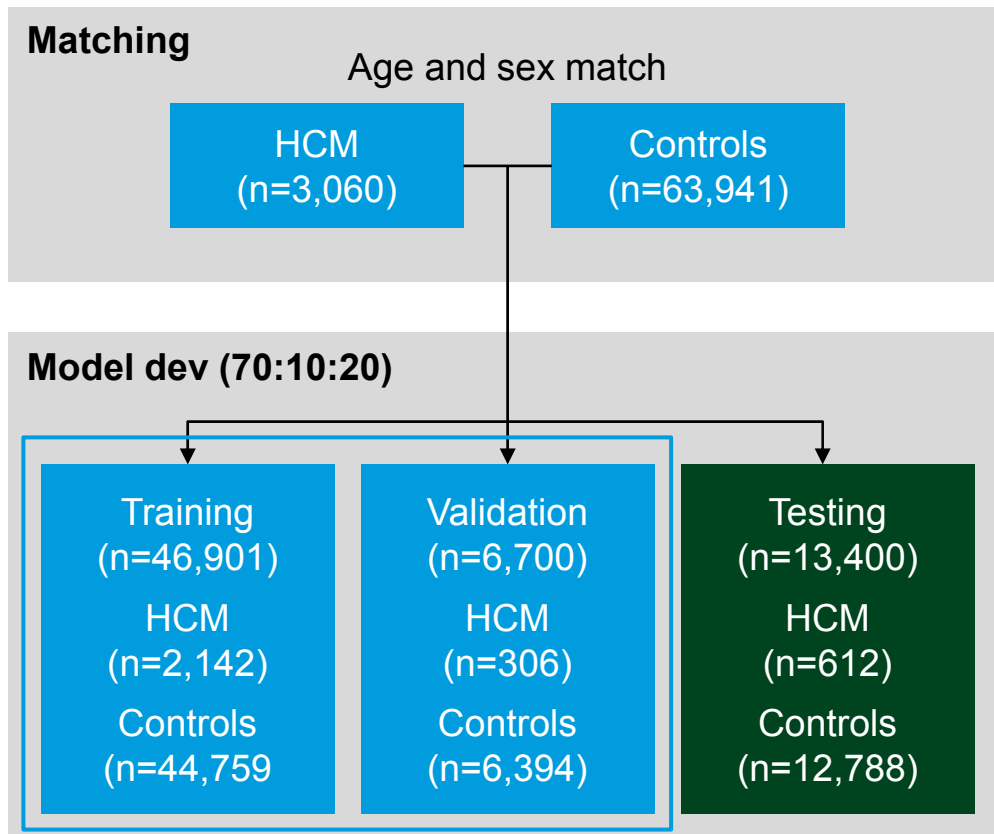 Matching
Age and sex match
HCM
(n=3,060)
Controls
(n=63,941)
Model dev (70:10:20)
Training
(n=46,901)
HCM
(n=2,142)
Controls
(n=44,759
Validation
(n=6,700)
HCM
(n=306)
Controls
(n=6,394)
Testing
(n=13,400)
HCM
(n=612)
Controls
(n=12,788)